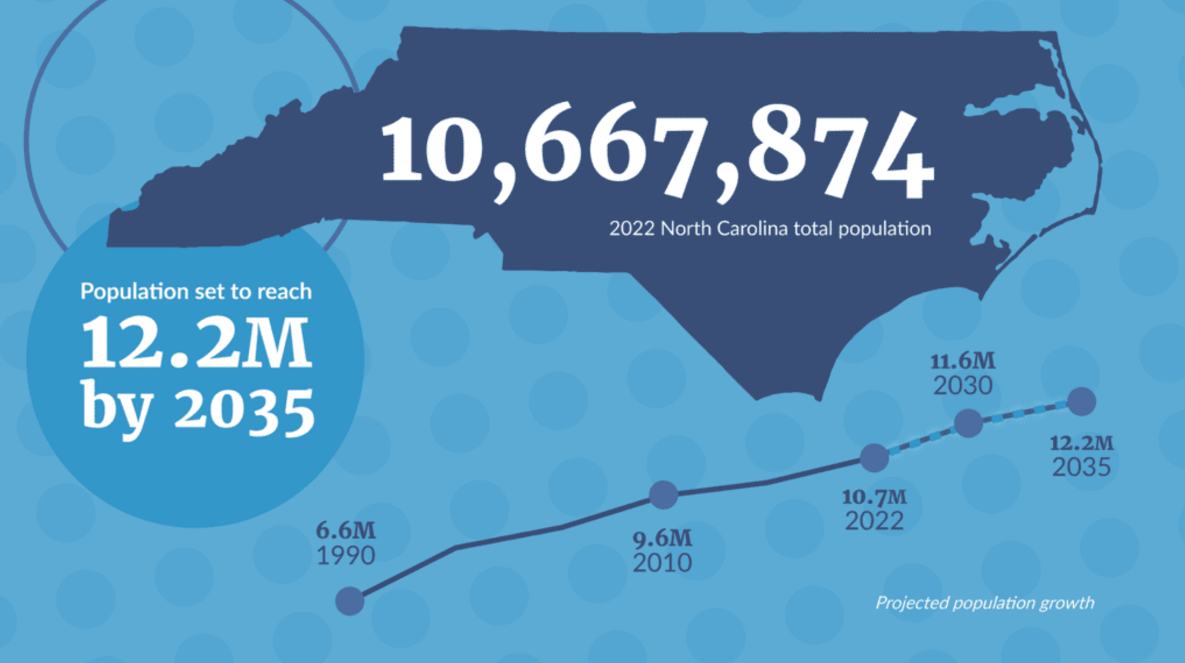 10,667,874
2022 North Carolina total population
Population set to reach
12.2M
by 2035
6.6M
1990
9.6M
2010
10.7M
2022
11.6M
2030
12.2M
2035
Projected population growth